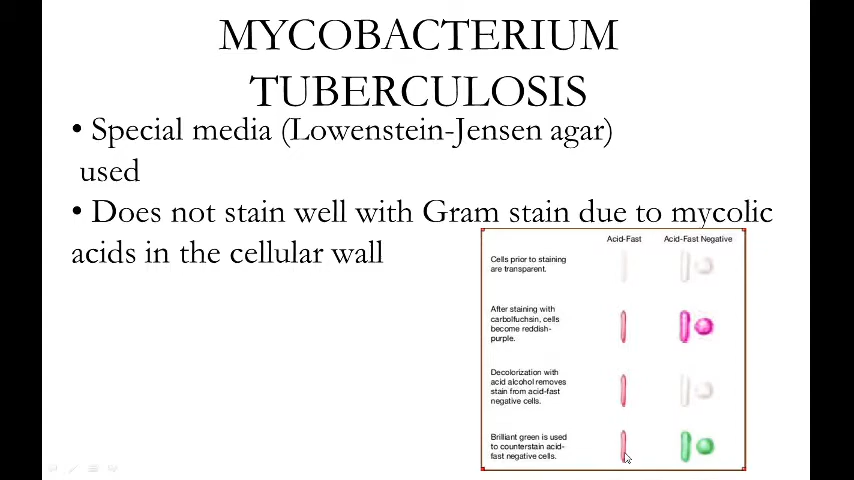 MYCOBACTERIUM
TUBERCULOSIS
• Special media (Lowenstein-Jensen agar)
used
• Does not stain well with Gram stain due to mycolic
acids in the cellular wall
Acid-Fast Acid-Fast Negative
Cells prior to staining
are transparent.
After staining with
carbolfuchsin, cells
become reddish-
purple.
Decolorization with
acid alcohol removes
stain from acid-fast
negative cells.
Brilliant green is used
to counterstain acid-
fast negative cells.